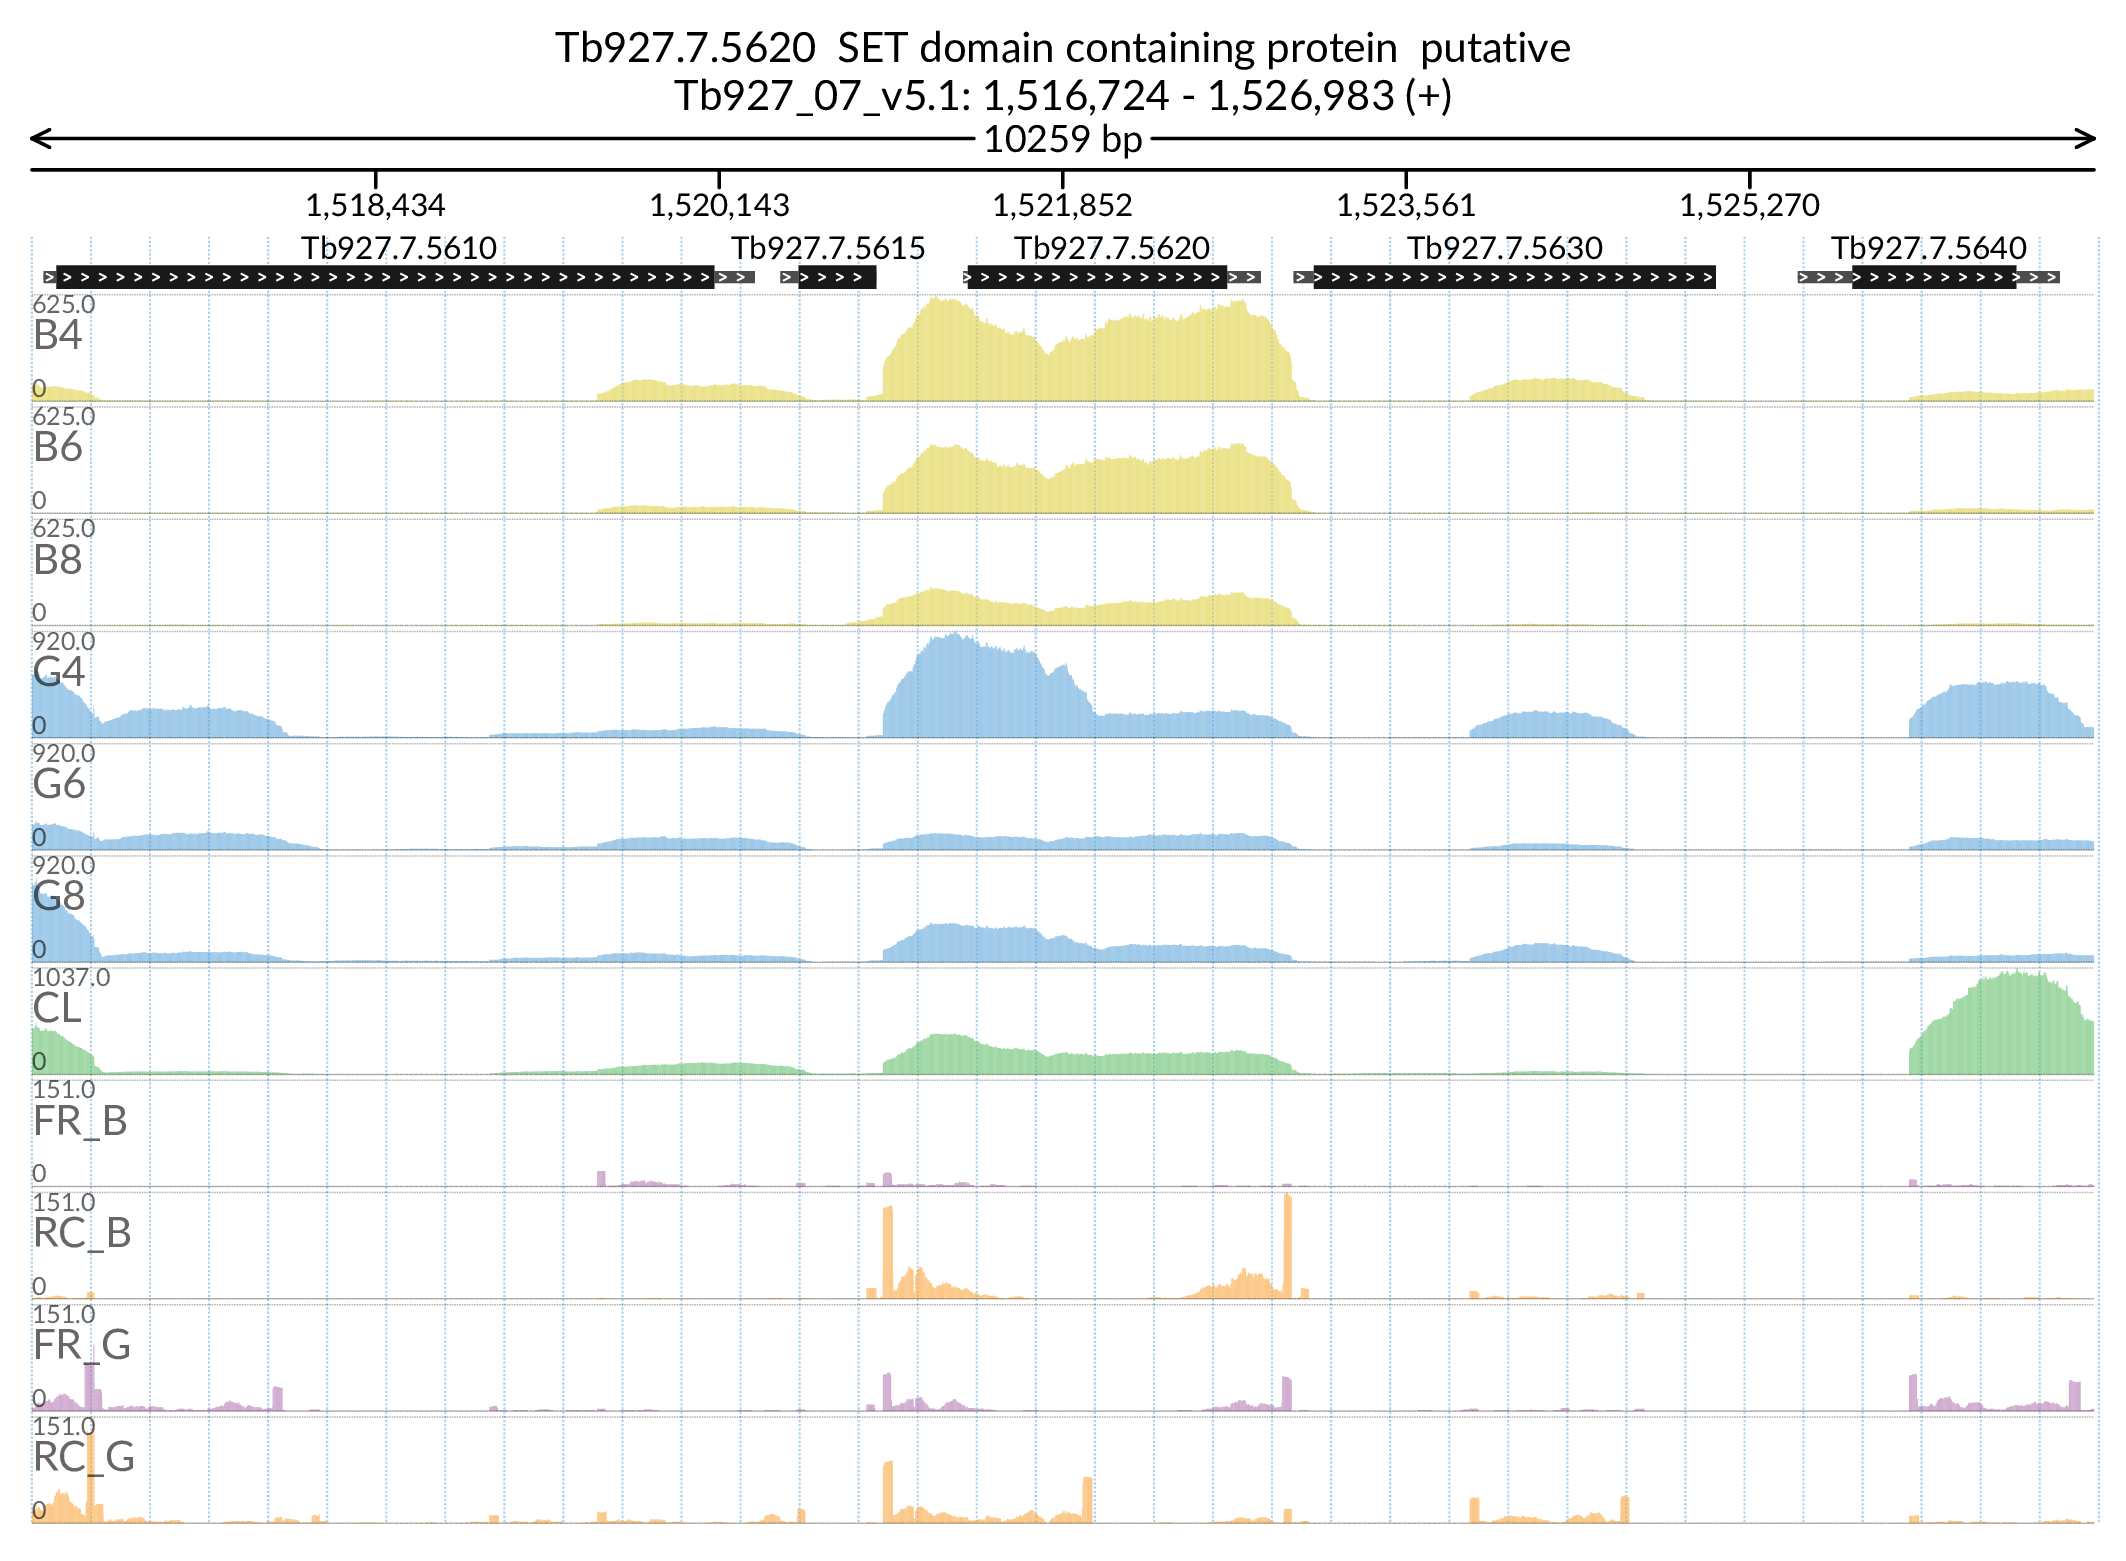 Tb927.7.5620  SET domain containing protein  putative
Tb927_07_v5.1: 1,516,724 - 1,526,983 (+)
10259 bp
1,518,434 1,520,143 1,521,852 1,523,561 1,525,270
Tb927.7.5610 Tb927.7.5615 Tb927.7.5620 Tb927.7.5630 Tb927.7.5640
625.0
B4
0
625.0
B6
0
625.0
B8
0
920.0
G4
0
920.0
G6
0
920.0
G8
0
1037.0
CL
0
151.0
FR_B
0
151.0
RC_B
0
151.0
FR_G
0
151.0
RC_G
0